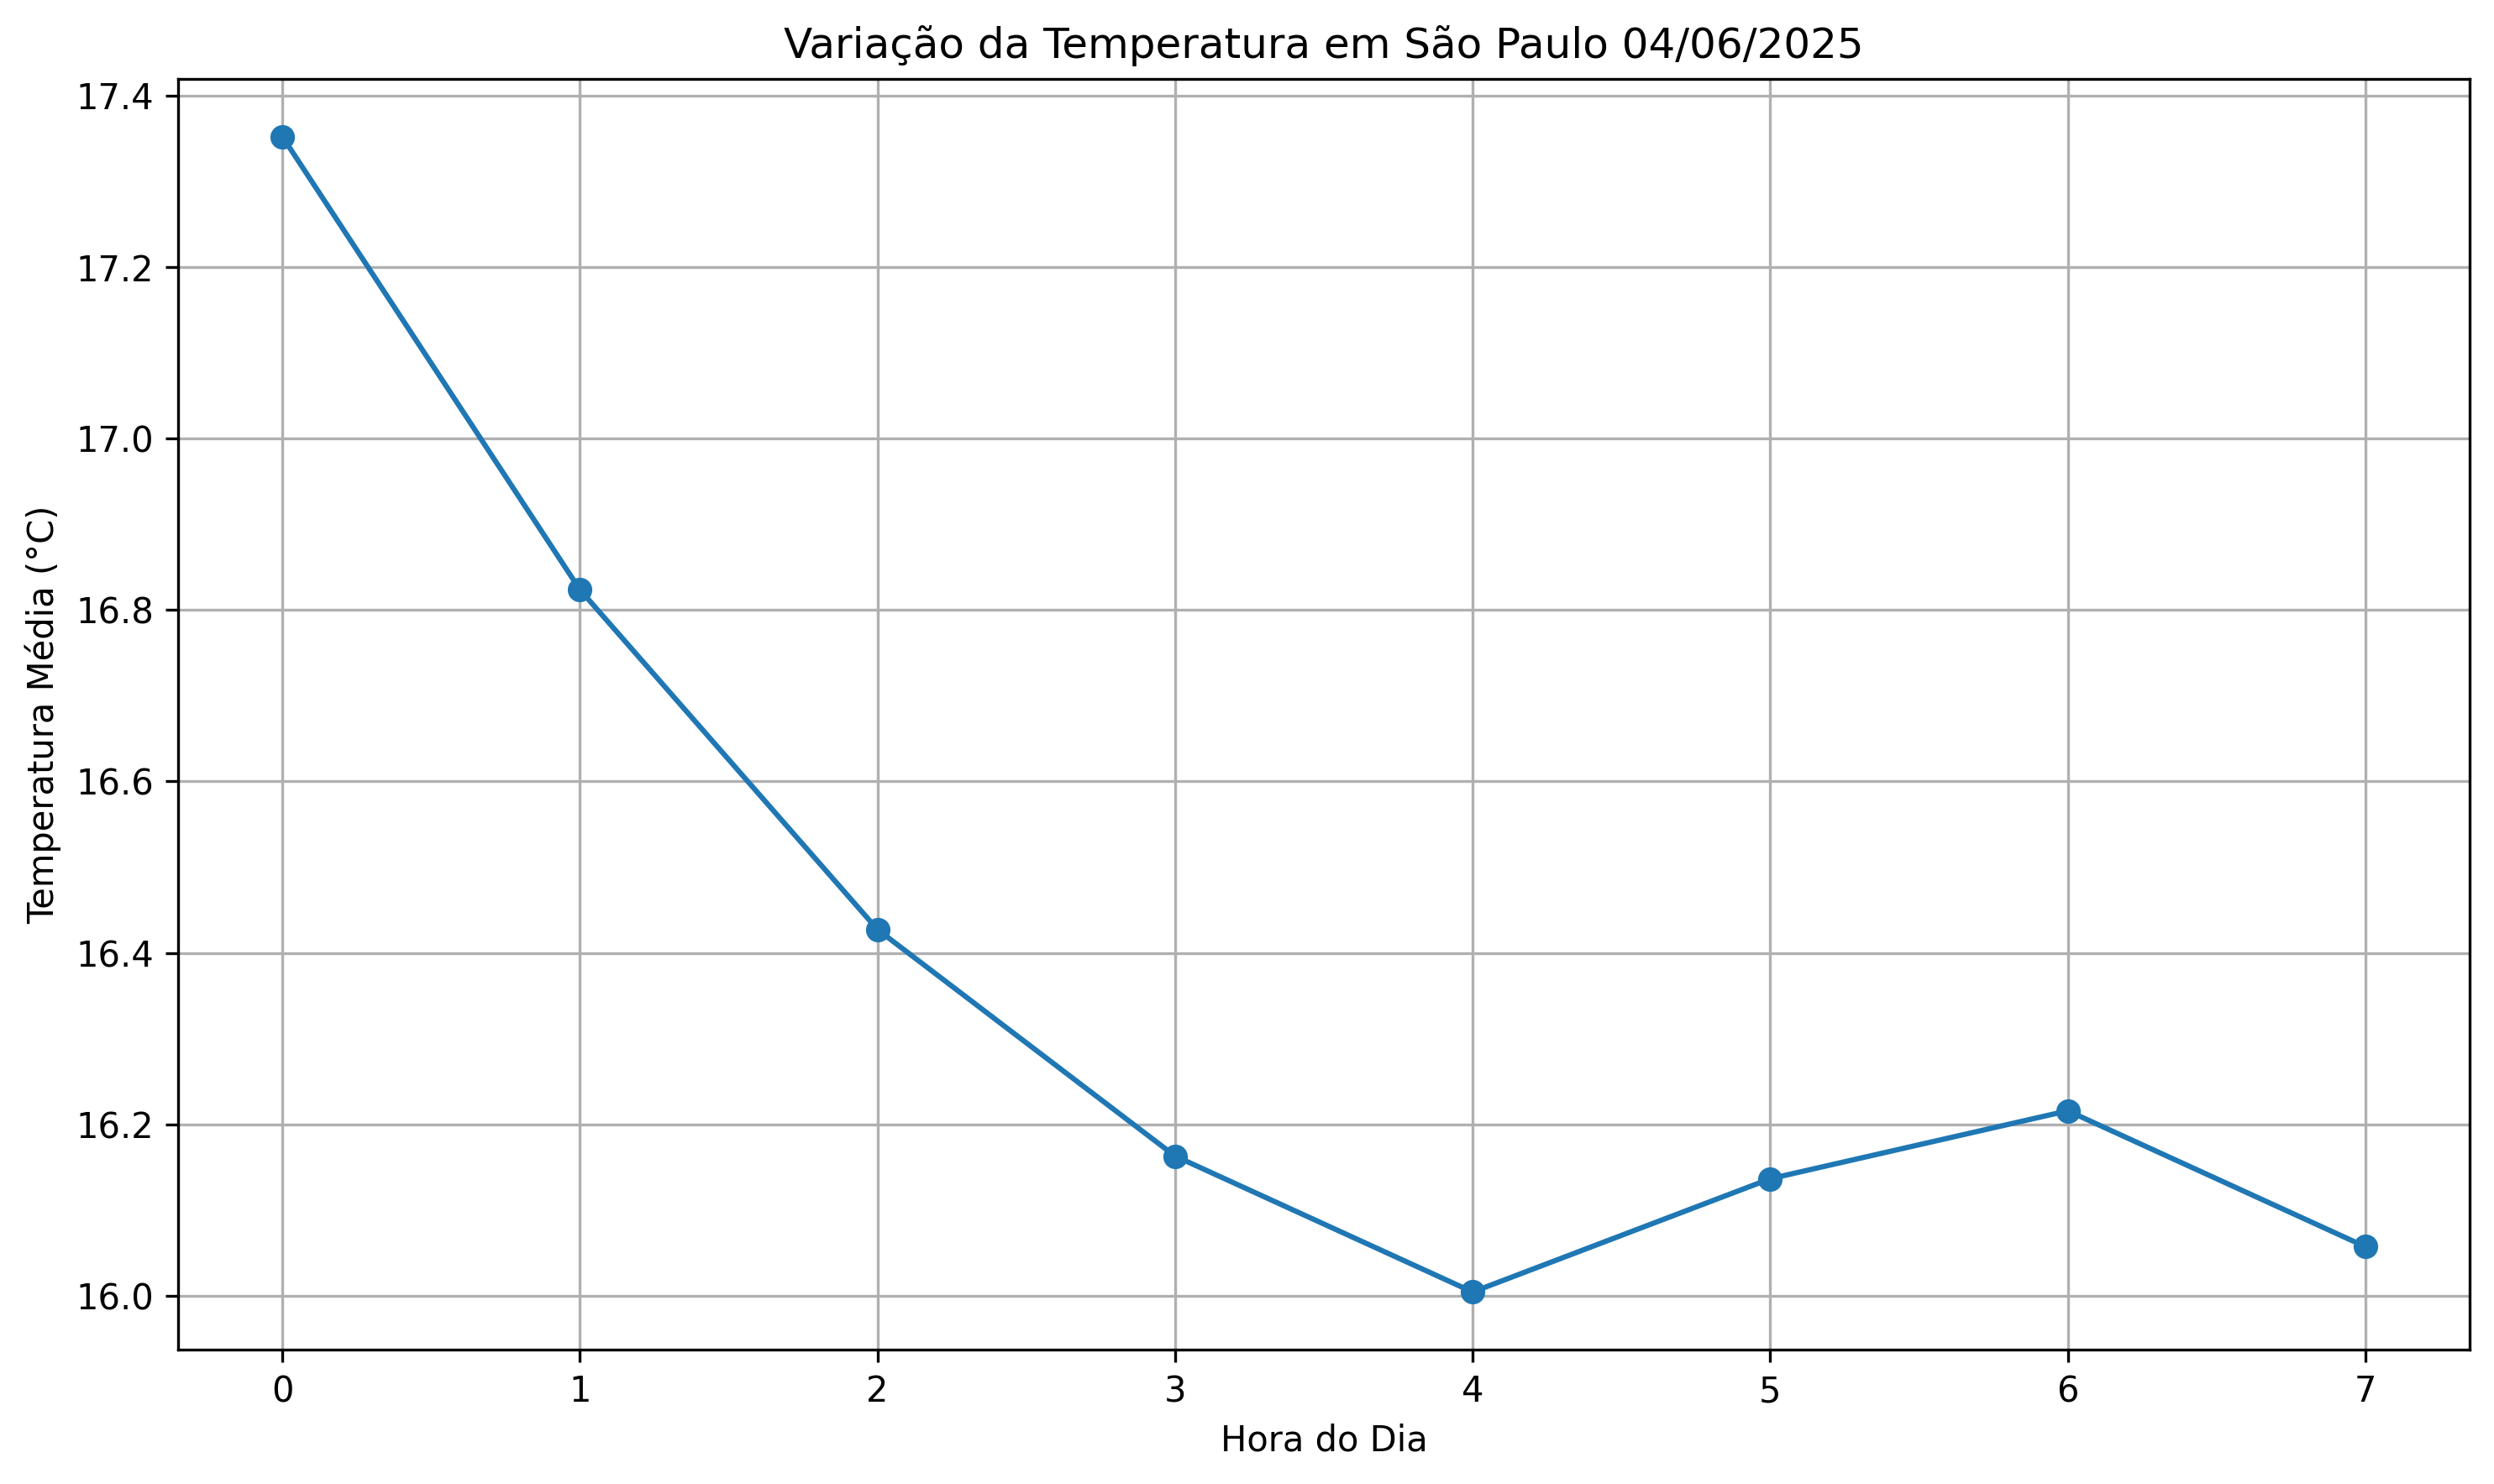 Variação da Temperatura em São Paulo 04/06/2025
17.4
17.2
17.0
16.8
16.6
16.4
16.2
16.0
Temperatura Média (°C)
0 1 2 3 4 5 6 7
Hora do Dia